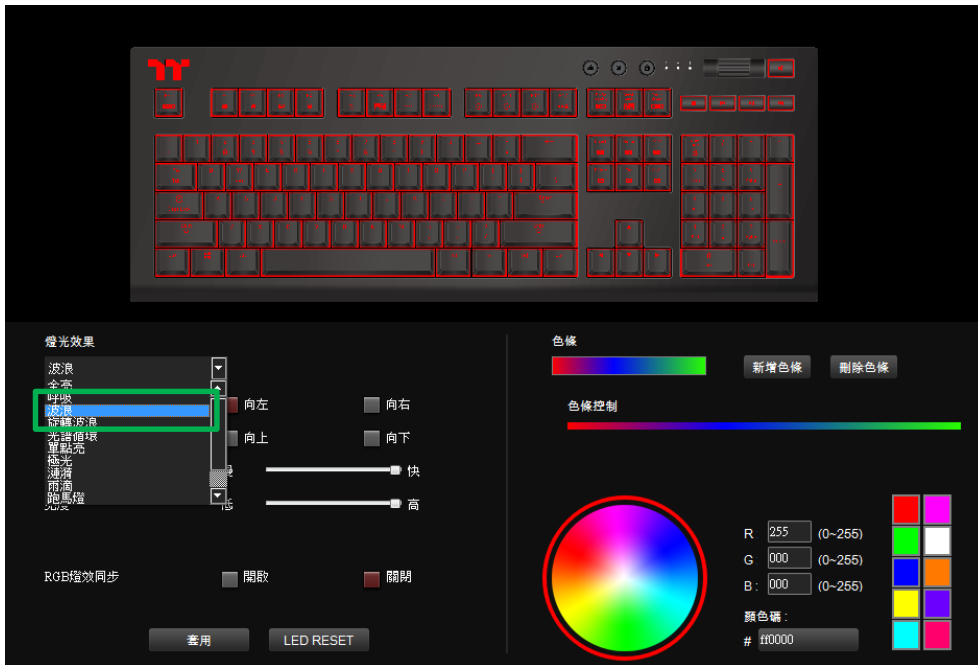 燈光效果
波浪
全亮
呼吸
波浪
旋轉波浪
光譜循環
單點亮
極光
漣漪
雨滴
跑馬燈
向左
向右
向上
向下
慢
快
亮度
低
高
RGB燈效同步
開啟
關閉
套用
LED RESET
色條
新增色條
刪除色條
色條控制
R 255 (0~255)
G 000 (0~255)
B : 000 (0~255)
顏色碼 :
# ff0000